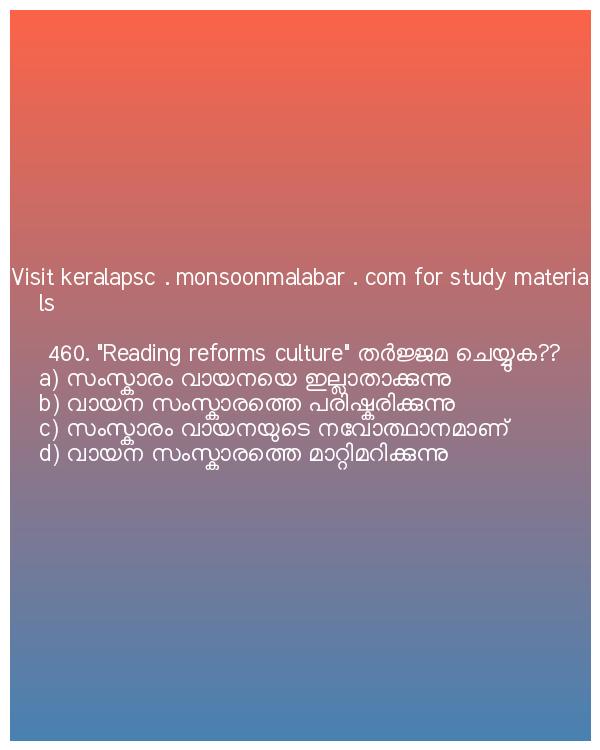 Visit keralapsc . monsoonmalabar . com for study materia
ls
460. "Reading reforms culture" തർജ്ജമ ചെയ്യുക??
a) സംസ്കാരം വായനയെ ഇല്ലാതാക്കുന്നു
b) വായന സംസ്കാരത്തെ പരിഷ്കരിക്കുന്നു
c) സംസ്കാരം വായനയുടെ നവോത്ഥാനമാണ്
d) വായന സംസ്കാരത്തെ മാറ്റിമറിക്കുന്നു